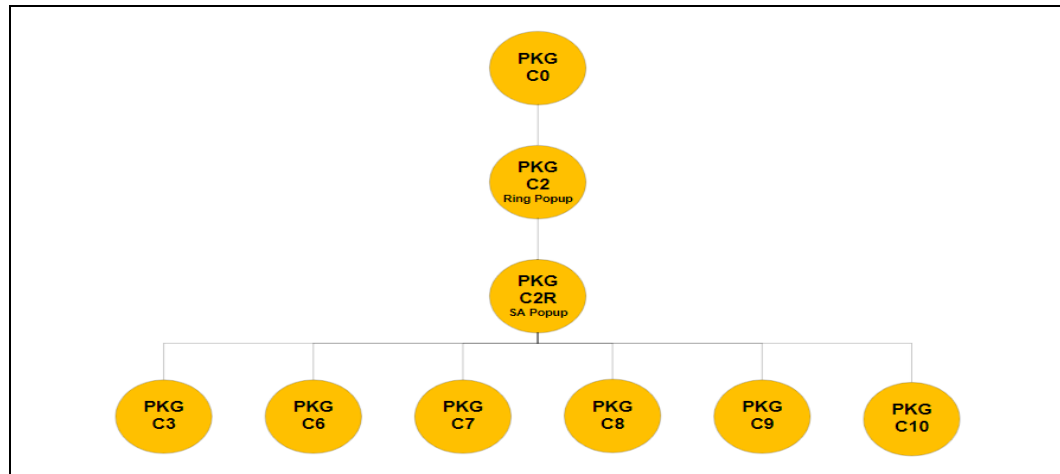 PKG
C0
PKG
C2
Ring Popup
PKG
C2R
SA Popup
PKG
C3
PKG
C6
PKG
C7
PKG
C8
PKG
C9
PKG
C10